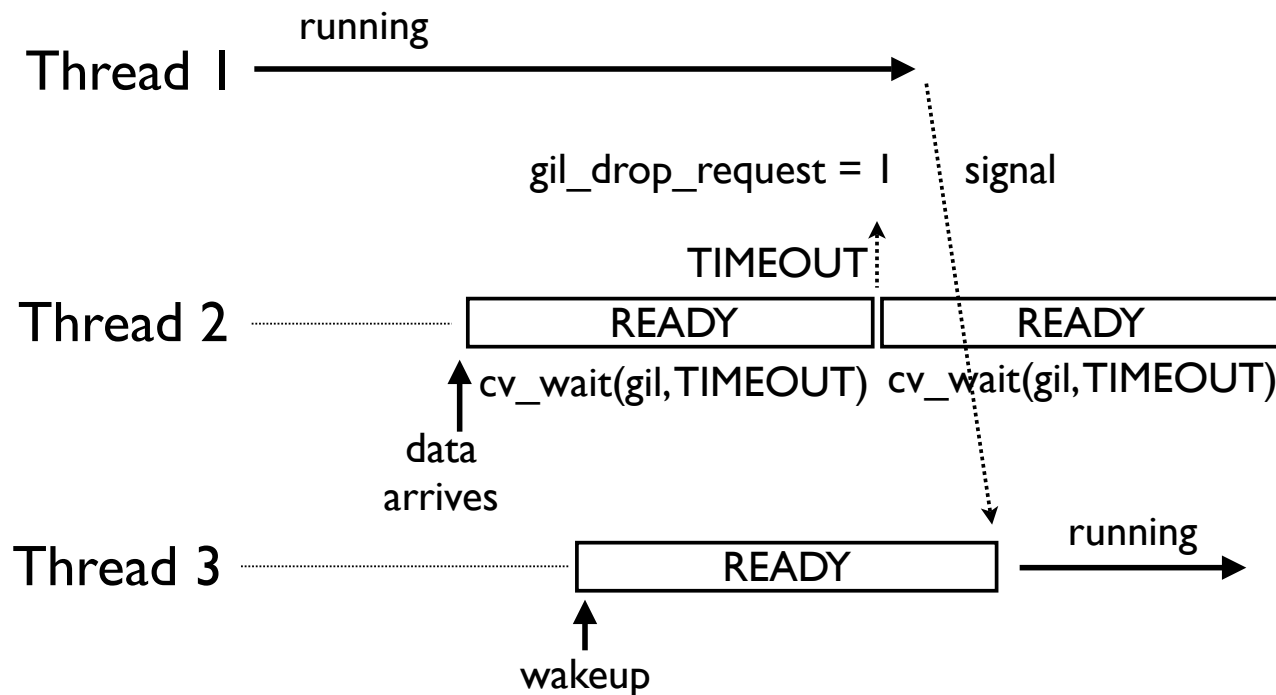 running
Thread 1
gil_drop_request = 1
signal
TIMEOUT
Thread 2
READY
READY
cv_wait(gil,TIMEOUT)
cv_wait(gil,TIMEOUT)
data
arrives
running
Thread 3
READY
wakeup